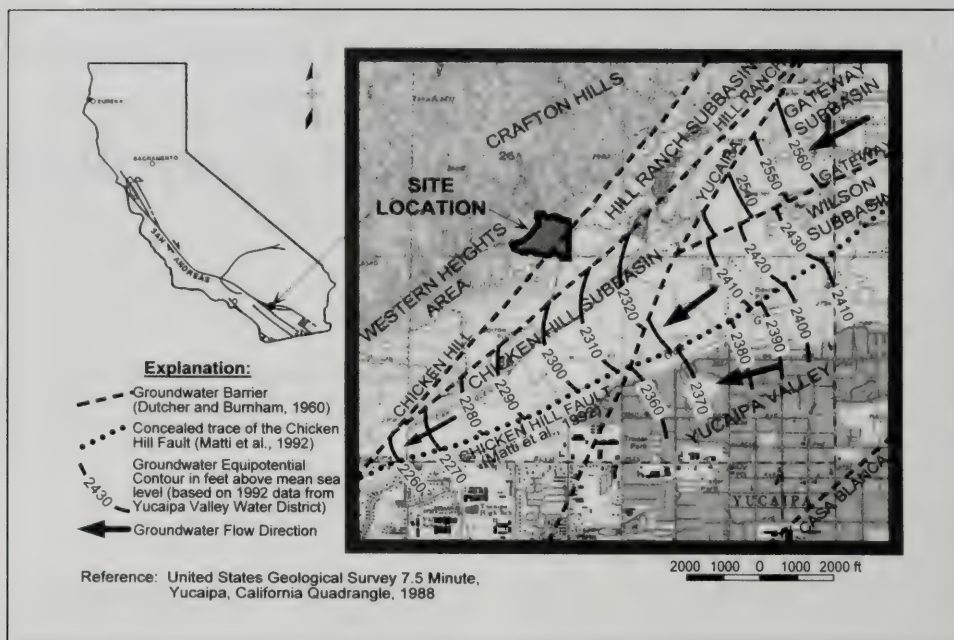 EUREKA
SACRAMENTO
SAN ANDREAS
CRAFTON HILLS
26
SITE
LOCATION
HILL RANCH SUBBASIN
HILL RANCH
GATEWAY
SUBBASIN
YUCAIPA
GATEWAY
WILSON
SUBBASIN
WESTERN HEIGHTS
AREA
CHICKEN HILL
CHICKEN HILL SUBBASIN
2560
2550
2540
2430
2420
2410
2410
2400
2390
2380
2370
2360
2320
2310
2300
2290
2280
2270
2260
CHICKEN HILL FAULT
(Matti et al., 1992)
YUCAIPA VALLEY
YUCAIPA
CASA BLANCA
Explanation:
Groundwater Barrier
(Dutcher and Burnham, 1960)
Concealed trace of the Chicken
Hill Fault (Matti et al., 1992)
2430
Groundwater Equipotential
Contour in feet above mean sea
level (based on 1992 data from
Yucaipa Valley Water District)
Groundwater Flow Direction
Reference: United States Geological Survey 7.5 Minute,
Yucaipa, California Quadrangle, 1988
2000 1000 0 1000 2000 ft